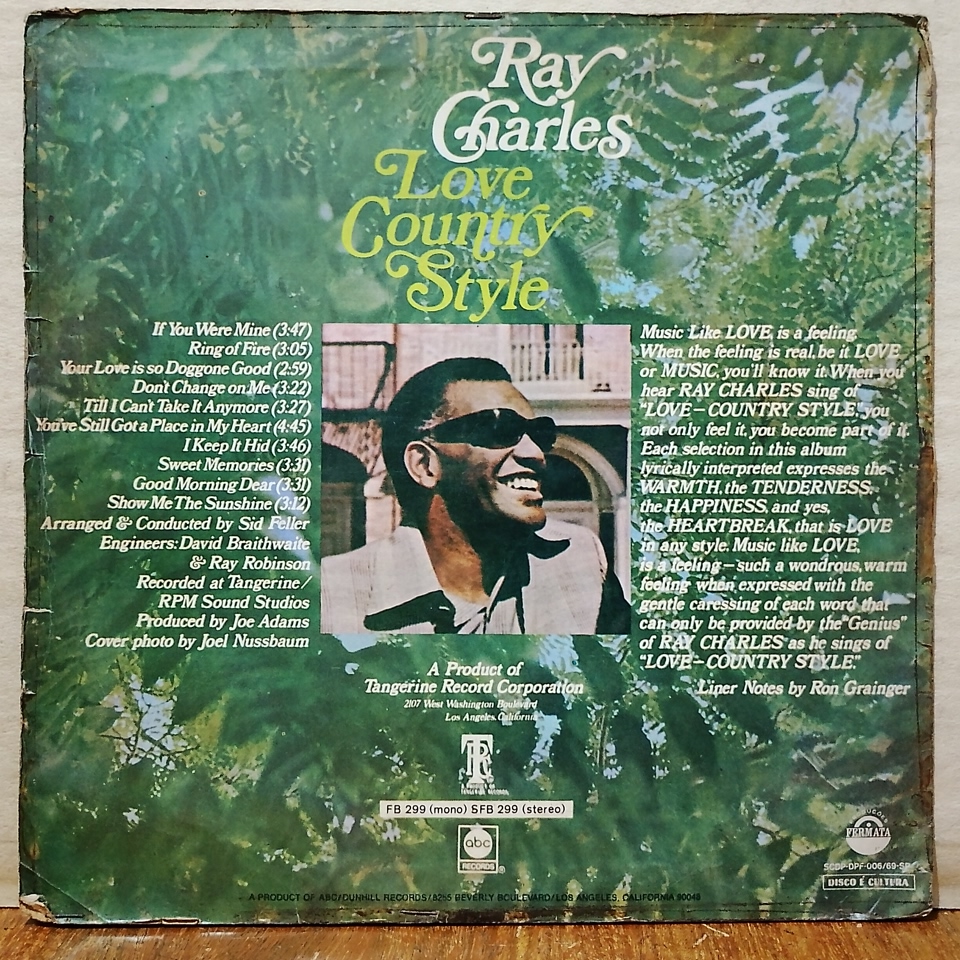 Ray
Charles
Love
Country
Style
If You Were Mine (3:47)
Ring of Fire (3:05)
Your Love is so Doggone Good (2:59)
Don't Change on Me (3:22)
Till I Can't Take It Anymore (3:27)
You've Still Got a Place in My Heart (4:45)
I Keep It Hid (3:46)
Sweet Memories (3:31)
Good Morning Dear (3:31)
Show Me The Sunshine (3:12)
Arranged & Conducted by Sid Feller
Engineers: David Braithwaite
& Ray Robinson
Recorded at Tangerine/
RPM Sound Studios
Produced by Joe Adams
Cover photo by Joel Nussbaum
Music Like LOVE, is a feeling.
When the feeling is real, be it LOVE
or MUSIC, you'll know it. When you
hear RAY CHARLES sing of
"LOVE – COUNTRY STYLE," you
not only feel it, you become part of it.
Each selection in this album
lyrically interpreted expresses the
WARMTH, the TENDERNESS,
the HAPPINESS, and yes,
the HEARTBREAK, that is LOVE
in any style. Music like LOVE,
is a feeling – such a wondrous, warm
feeling when expressed with the
gentle caressing of each word that
can only be provided by the "Genius"
of RAY CHARLES as he sings of
"LOVE – COUNTRY STYLE."
Liner Notes by Ron Grainger
A Product of
Tangerine Record Corporation
2107 West Washington Boulevard
Los Angeles, California
TR
A PRODUCT OF
TANGERINE RECORDS
FB 299 (mono) SFB 299 (stereo)
abc
RECORDS®
FERMATA
SCDP-DPF-006/69-SP
DISCO É CULTURA
A PRODUCT OF ABC/DUNHILL RECORDS/8255 BEVERLY BOULEVARD/LOS ANGELES, CALIFORNIA 90048